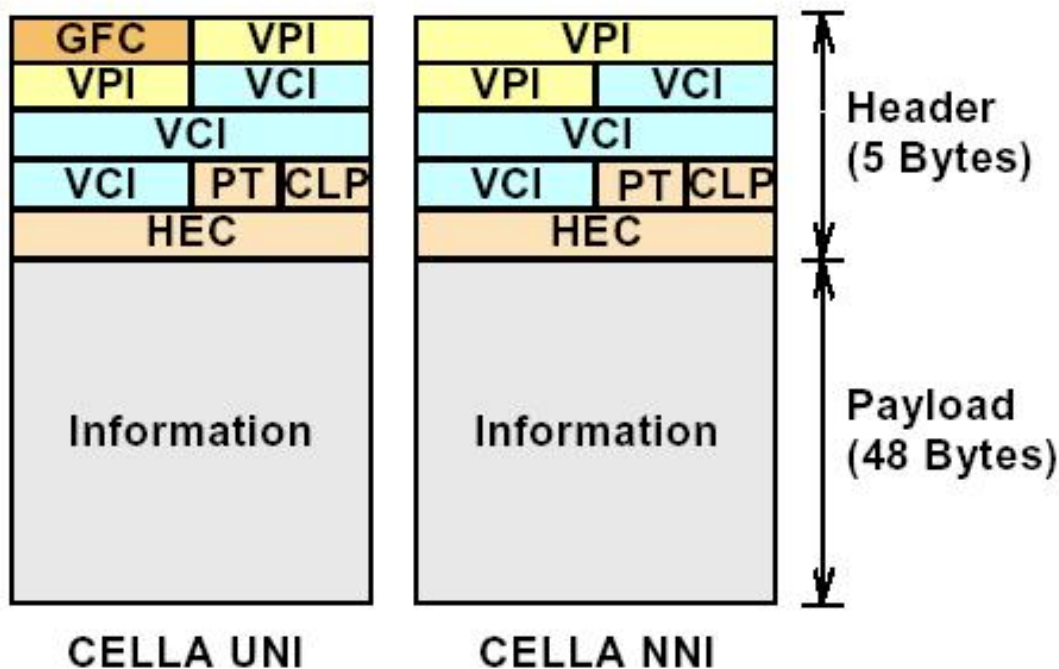 GFC VPI
VPI VCI
VCI
VCI PT CLP
HEC
Information
CELLA UNI
VPI
VPI VCI
VCI
VCI PT CLP
HEC
Information
CELLA NNI
Header
(5 Bytes)
Payload
(48 Bytes)